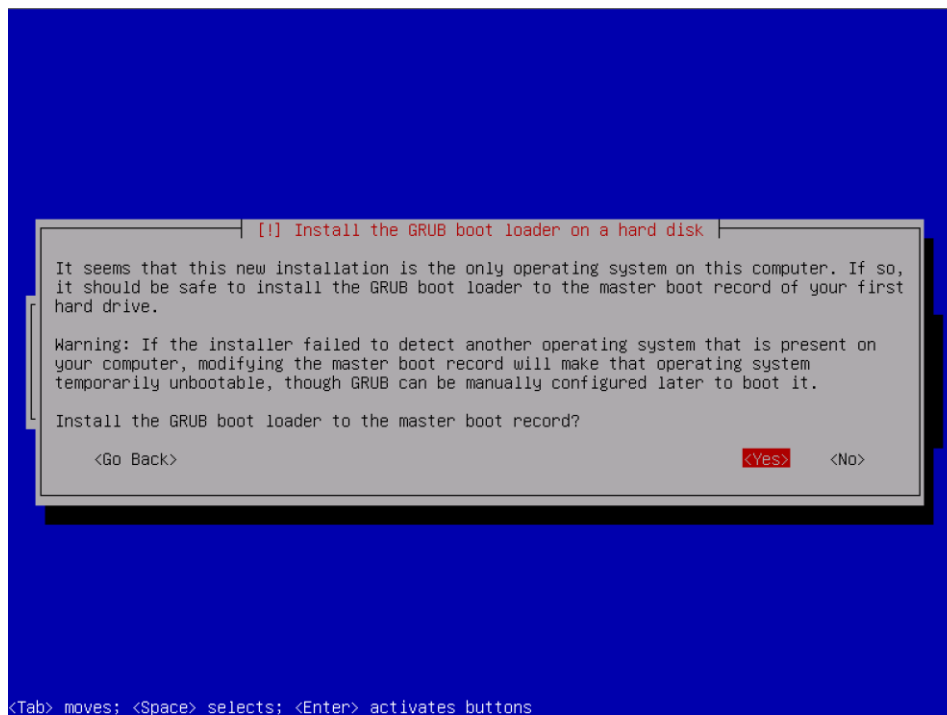 [!] Install the GRUB boot loader on a hard disk
It seems that this new installation is the only operating system on this computer. If so,
it should be safe to install the GRUB boot loader to the master boot record of your first
hard drive.
Warning: If the installer failed to detect another operating system that is present on
your computer, modifying the master boot record will make that operating system
temporarily unbootable, though GRUB can be manually configured later to boot it.
Install the GRUB boot loader to the master boot record?
<Go Back> <Yes> <No>
<Tab> moves; <Space> selects; <Enter> activates buttons